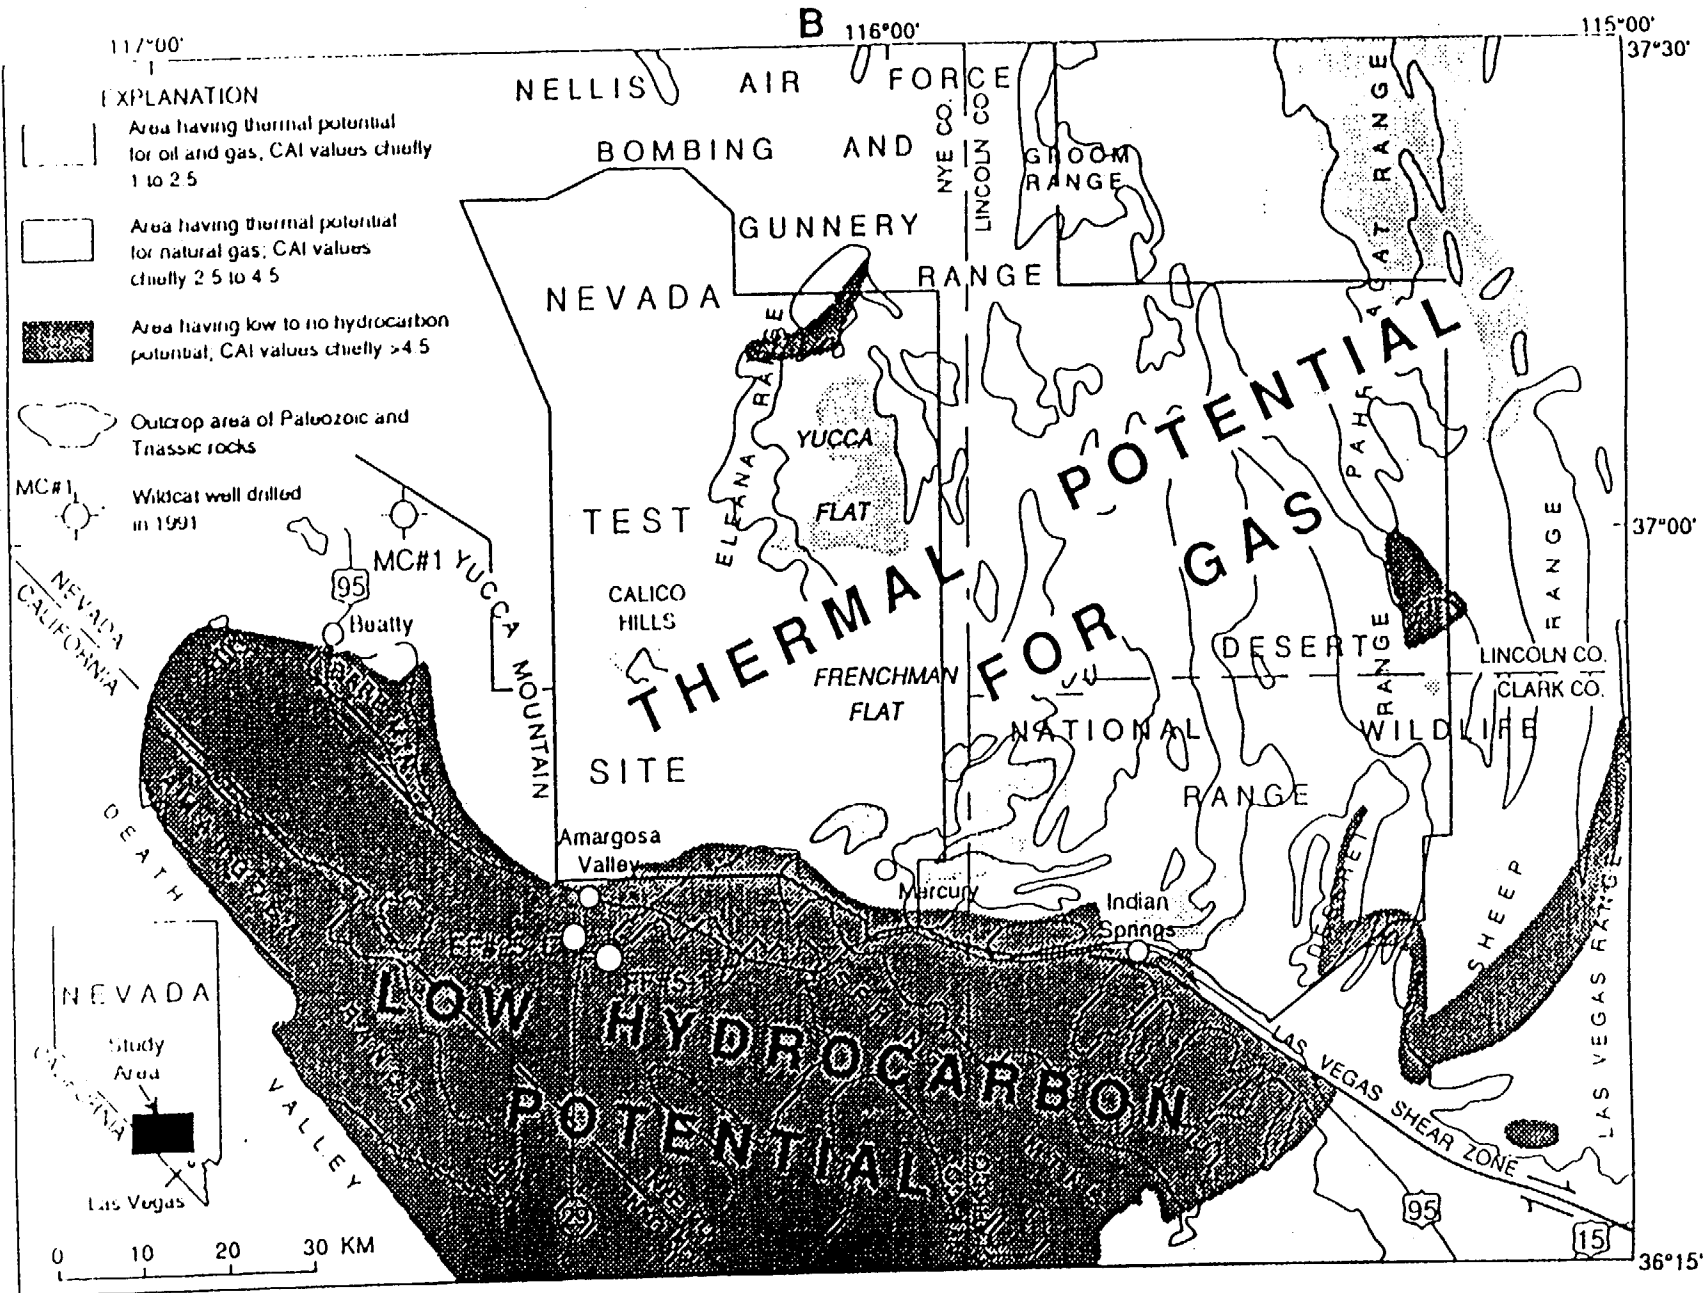 B
117°00'
116°00'
115°00'
37°30'
EXPLANATION
Area having thermal potential
for oil and gas, CAI values chiefly
1 to 2.5
Area having thermal potential
for natural gas; CAI values
chiefly 2.5 to 4.5
Area having low to no hydrocarbon
potential; CAI values chiefly >4.5
Outcrop area of Paleozoic and
Triassic rocks
MC#1
Wildcat well drilled
in 1991
NELLIS AIR FORCE
BOMBING AND
GUNNERY
RANGE
NYE CO.
LINCOLN CO
GROOM
RANGE
NEVADA
TEST
SITE
ELEANA RANGE
YUCCA
FLAT
CALICO
HILLS
FRENCHMAN
FLAT
THERMAL POTENTIAL
FOR GAS
PAHRANAGAT RANGE
RANGE
37°00'
MC#1
YUCCA MOUNTAIN
95
Beatty
NEVADA
CALIFORNIA
DESERT
NATIONAL
WILDLIFE
RANGE
LINCOLN CO.
CLARK CO.
RANGE
SHEEP
DESERT
LAS VEGAS RANGE
Amargosa
Valley
Mercury
Indian
Springs
DEATH
VALLEY
LOW HYDROCARBON
POTENTIAL
29
LAS VEGAS SHEAR ZONE
95
15
36°15'
NEVADA
CALIFORNIA
Study
Area
Las Vegas
0 10 20 30 KM